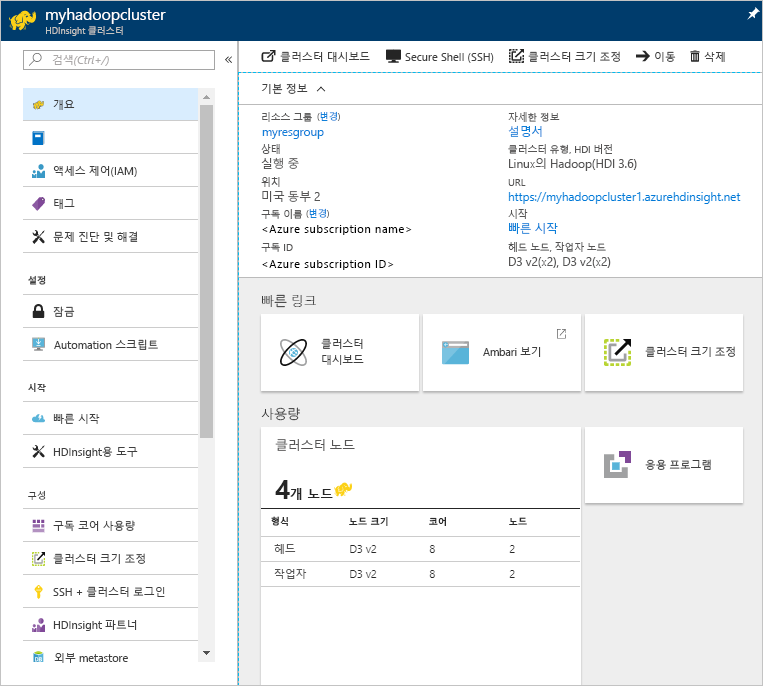 myhadoopcluster
HDInsight 클러스터
검색(Ctrl+/)
«
개요
액세스 제어(IAM)
태그
문제 진단 및 해결
설정
잠금
Automation 스크립트
시작
빠른 시작
HDInsight용 도구
구성
구독 코어 사용량
클러스터 크기 조정
SSH + 클러스터 로그인
HDInsight 파트너
외부 metastore
클러스터 대시보드
Secure Shell (SSH)
클러스터 크기 조정
이동
삭제
기본 정보
리소스 그룹 (변경)
myresgroup
상태
실행 중
위치
미국 동부 2
구독 이름 (변경)
<Azure subscription name>
구독 ID
<Azure subscription ID>
자세한 정보
설명서
클러스터 유형, HDI 버전
Linux의 Hadoop(HDI 3.6)
URL
https://myhadoopcluster1.azurehdinsight.net
시작
빠른 시작
헤드 노드, 작업자 노드
D3 v2(x2), D3 v2(x2)
빠른 링크
클러스터
대시보드
Ambari 보기
클러스터 크기 조정
사용량
클러스터 노드
4개 노드
형식 노드 크기 코어 노드
헤드 D3 v2 8 2
작업자 D3 v2 8 2
응용 프로그램